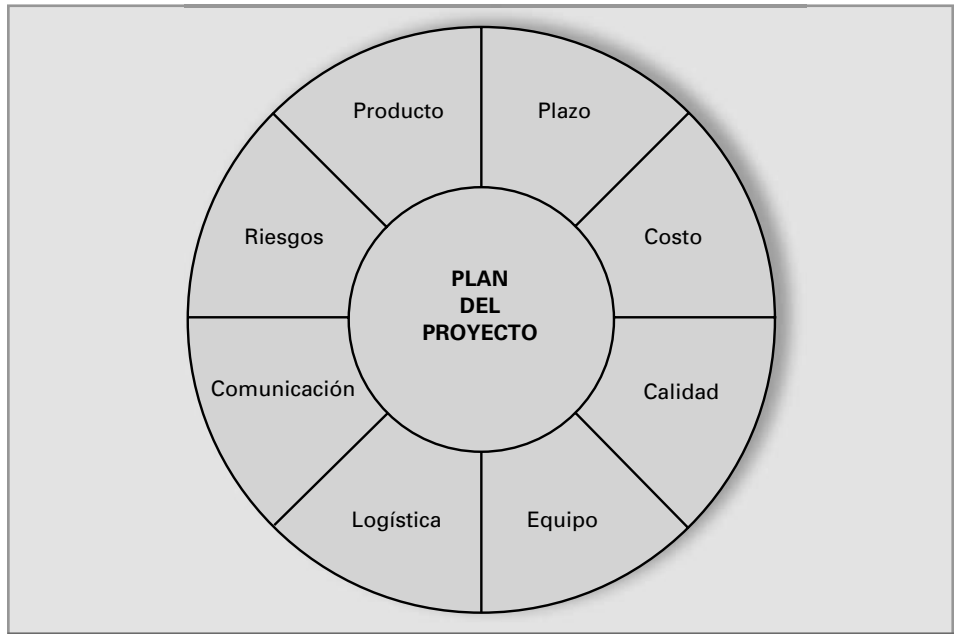 Producto
Plazo
Riesgos
Costo
PLAN
DEL
PROYECTO
Comunicación
Calidad
Logística
Equipo